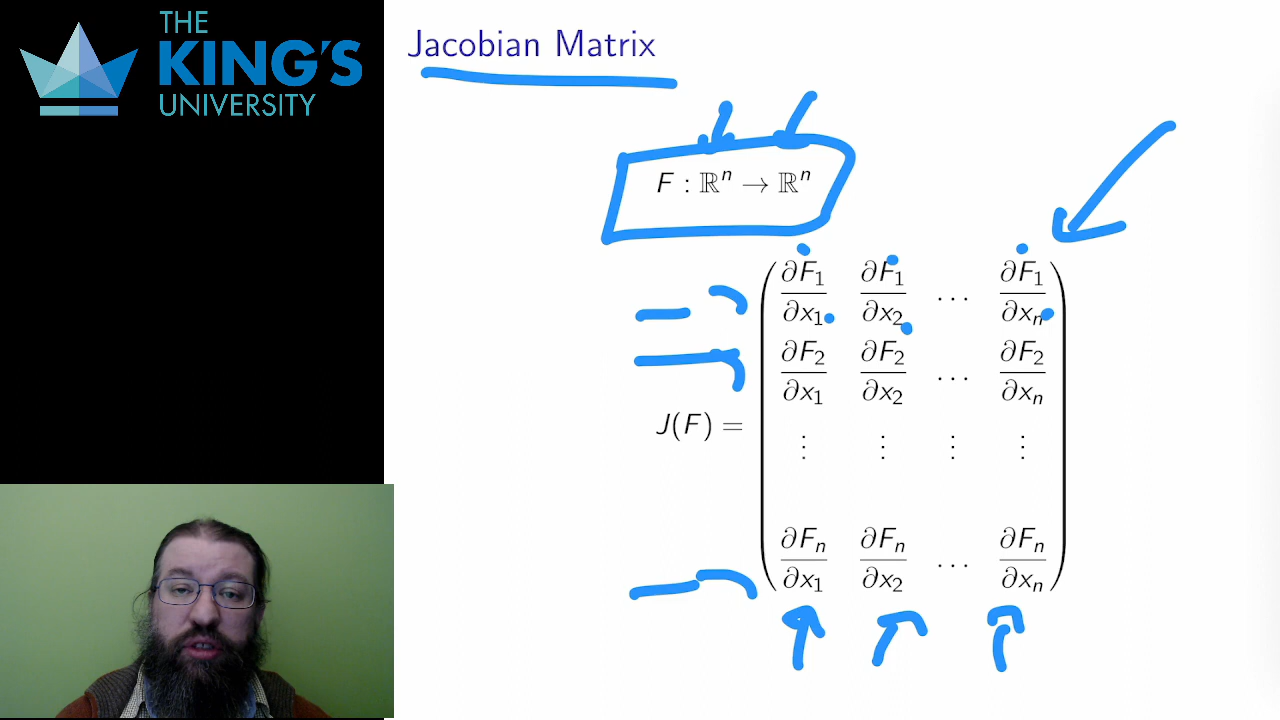 THE
KING'S
UNIVERSITY
Jacobian Matrix
F : ℝⁿ → ℝⁿ
J(F) =
∂F₁/∂x₁ ∂F₁/∂x₂ ... ∂F₁/∂xₙ
∂F₂/∂x₁ ∂F₂/∂x₂ ... ∂F₂/∂xₙ
⋮ ⋮ ⋮ ⋮
∂Fₙ/∂x₁ ∂Fₙ/∂x₂ ... ∂Fₙ/∂xₙ